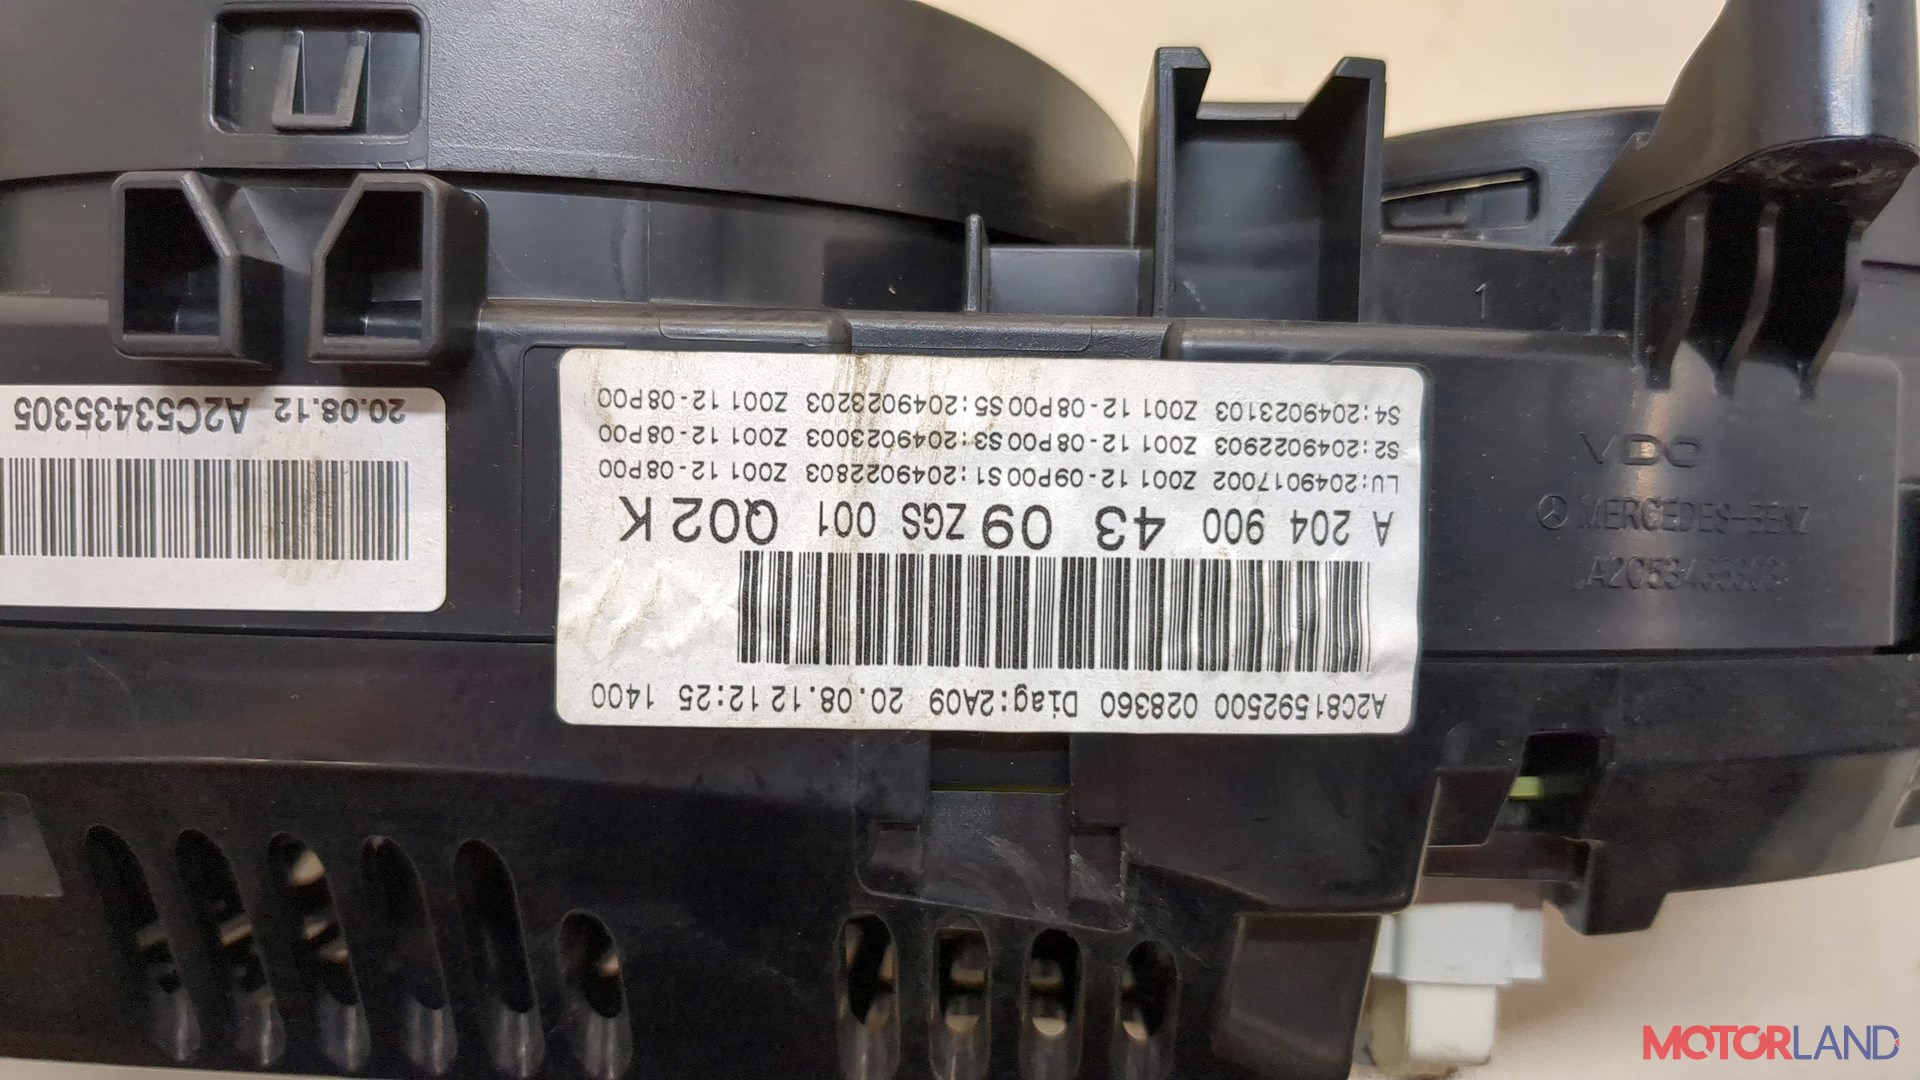 A2C81592500 028360 Diag:2A09 20.08.12 12:25 1400
A 204 900 43 09 ZGS 001 Q02 K
LU:2049017002 Z001 12-09P00 S1:2049022803 Z001 12-08P00
S2:2049022903 Z001 12-08P00 S3:2049023003 Z001 12-08P00
S4:2049023103 Z001 12-08P00 S5:2049023203 Z001 12-08P00
20.08.12 A2C53435305
1
VDO
MERCEDES-BENZ
MOTORLAND